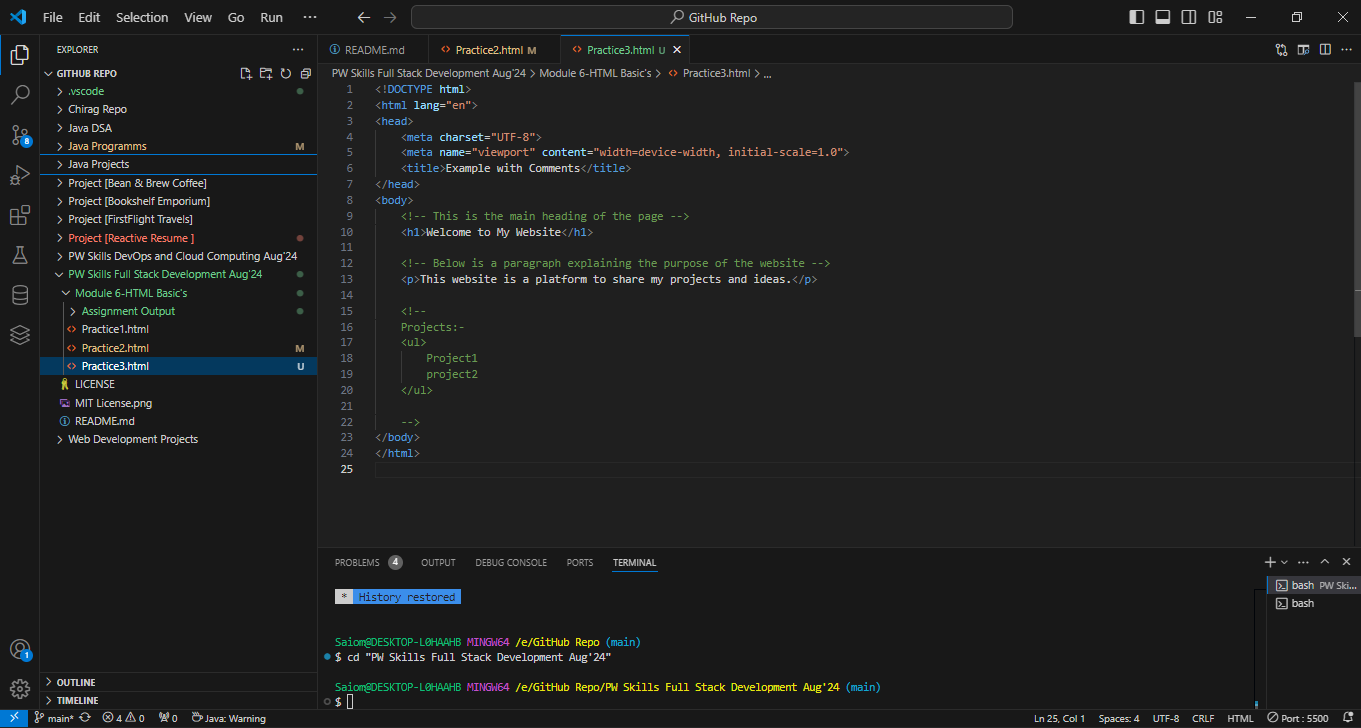 File Edit Selection View Go Run ···
GitHub Repo
EXPLORER
GITHUB REPO
.vscode
Chirag Repo
Java DSA
Java Programms M
Java Projects
Project [Bean & Brew Coffee]
Project [Bookshelf Emporium]
Project [FirstFlight Travels]
Project [Reactive Resume ]
PW Skills DevOps and Cloud Computing Aug'24
PW Skills Full Stack Development Aug'24
Module 6-HTML Basic's
Assignment Output
Practice1.html
Practice2.html M
Practice3.html U
LICENSE
MIT License.png
README.md
Web Development Projects
OUTLINE
TIMELINE
8
1
README.md
Practice2.html M
Practice3.html U
PW Skills Full Stack Development Aug'24 > Module 6-HTML Basic's > Practice3.html > ...
1 <!DOCTYPE html>
2 <html lang="en">
3 <head>
4 <meta charset="UTF-8">
5 <meta name="viewport" content="width=device-width, initial-scale=1.0">
6 <title>Example with Comments</title>
7 </head>
8 <body>
9 <!-- This is the main heading of the page -->
10 <h1>Welcome to My Website</h1>
11
12 <!-- Below is a paragraph explaining the purpose of the website -->
13 <p>This website is a platform to share my projects and ideas.</p>
14
15 <!--
16 Projects:-
17 <ul>
18 Project1
19 project2
20 </ul>
21
22 -->
23 </body>
24 </html>
25
PROBLEMS 4 OUTPUT DEBUG CONSOLE PORTS TERMINAL
* History restored
Saiom@DESKTOP-L0HAAHB MINGW64 /e/GitHub Repo (main)
$ cd "PW Skills Full Stack Development Aug'24"
Saiom@DESKTOP-L0HAAHB MINGW64 /e/GitHub Repo/PW Skills Full Stack Development Aug'24 (main)
$
bash PW Ski...
bash
main* 4 0 0 Java: Warning
Ln 25, Col 1 Spaces: 4 UTF-8 CRLF HTML Port : 5500